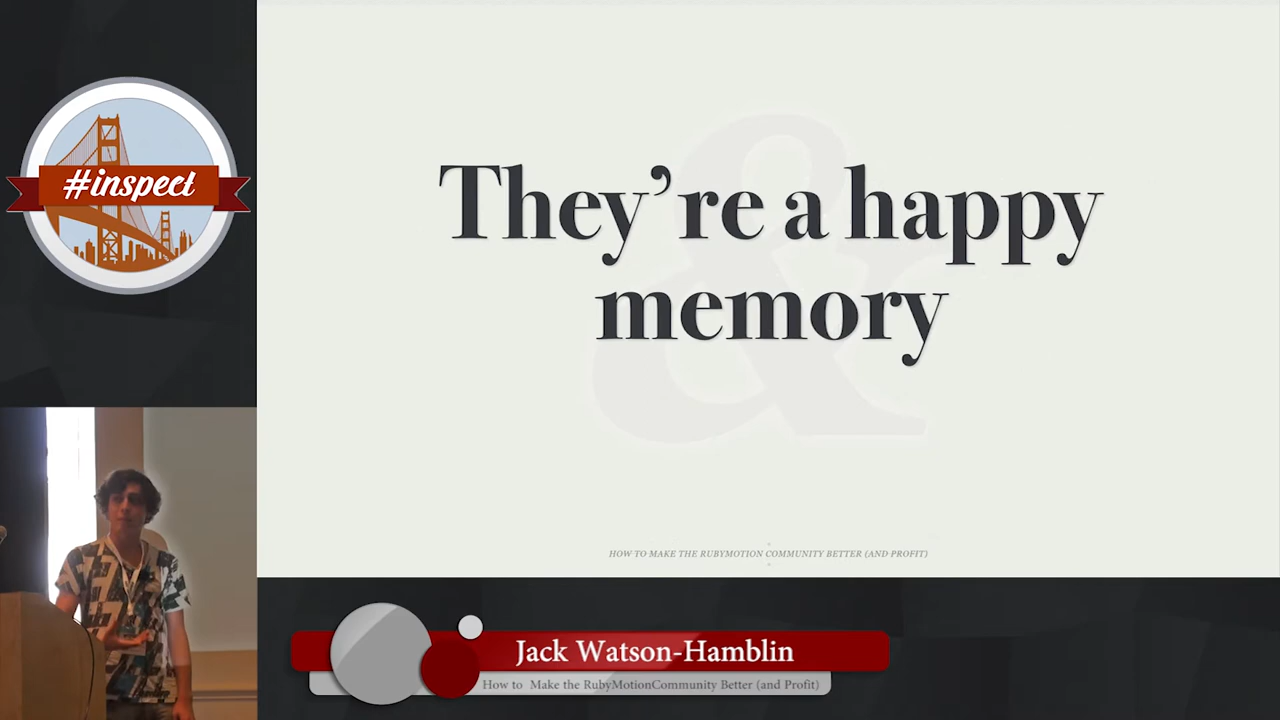 #inspect
They're a happy
memory
HOW TO MAKE THE RUBYMOTION COMMUNITY BETTER (AND PROFIT)
Jack Watson-Hamblin
How to Make the RubyMotionCommunity Better (and Profit)